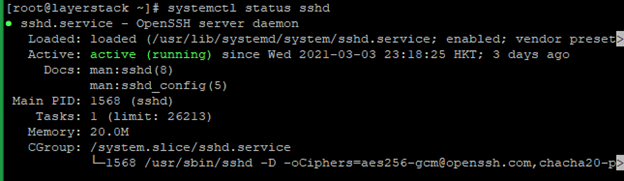 [root@layerstack ~]# systemctl status sshd
● sshd.service - OpenSSH server daemon
Loaded: loaded (/usr/lib/systemd/system/sshd.service; enabled; vendor preset>
Active: active (running) since Wed 2021-03-03 23:18:25 HKT; 3 days ago
Docs: man:sshd(8)
man:sshd_config(5)
Main PID: 1568 (sshd)
Tasks: 1 (limit: 26213)
Memory: 20.0M
CGroup: /system.slice/sshd.service
└─1568 /usr/sbin/sshd -D -oCiphers=aes256-gcm@openssh.com,chacha20-p>